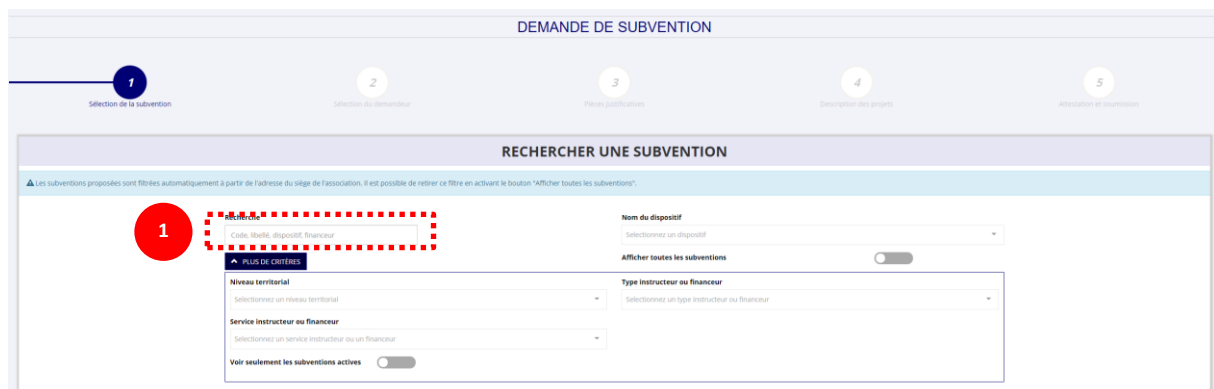 DEMANDE DE SUBVENTION
1
2
3
4
5
Sélection de la subvention
Sélection du demandeur
Pièces justificatives
Description des projets
Attestation et soumission
RECHERCHER UNE SUBVENTION
Les subventions proposées sont filtrées automatiquement à partir de l'adresse du siège de l'association. Il est possible de retirer ce filtre en activant le bouton "Afficher toutes les subventions".
1
Recherche
Nom du dispositif
Code, libellé, dispositif, financeur
Selectionnez un dispositif
PLUS DE CRITÈRES
Afficher toutes les subventions
Niveau territorial
Type instructeur ou financeur
Selectionnez un niveau territorial
Selectionnez un type instructeur ou financeur
Service instructeur ou financeur
Selectionnez un service instructeur ou un financeur
Voir seulement les subventions actives